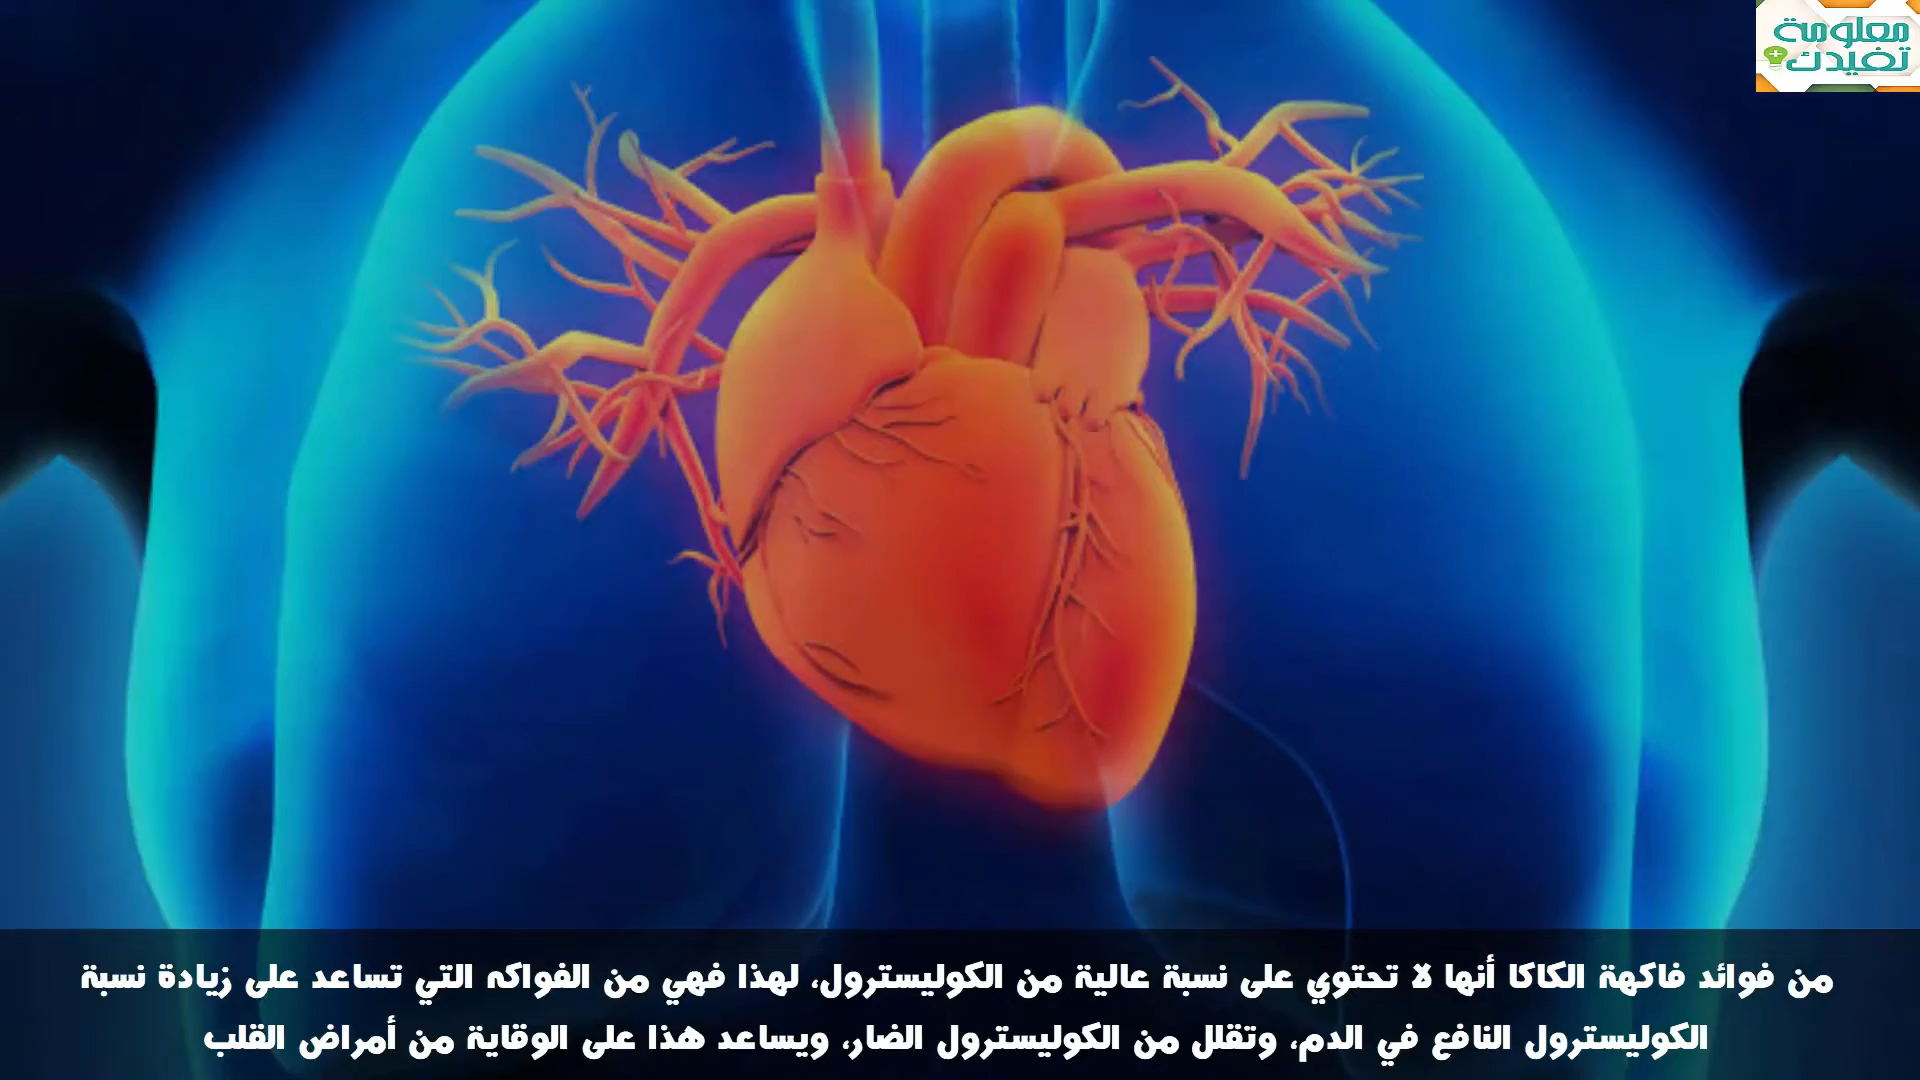 معلومة
تفيدك
من فوائد فاكهة الكاكا أنها لا تحتوي على نسبة عالية من الكوليسترول، لهذا فهي من الفواكه التي تساعد على زيادة نسبة
الكوليسترول النافع في الدم، وتقلل من الكوليسترول الضار، ويساعد هذا على الوقاية من أمراض القلب